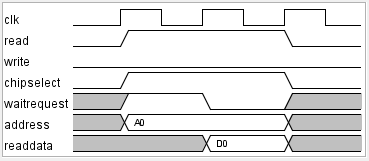 clk
read
write
chipselect
waitrequest
address A0
readdata D0